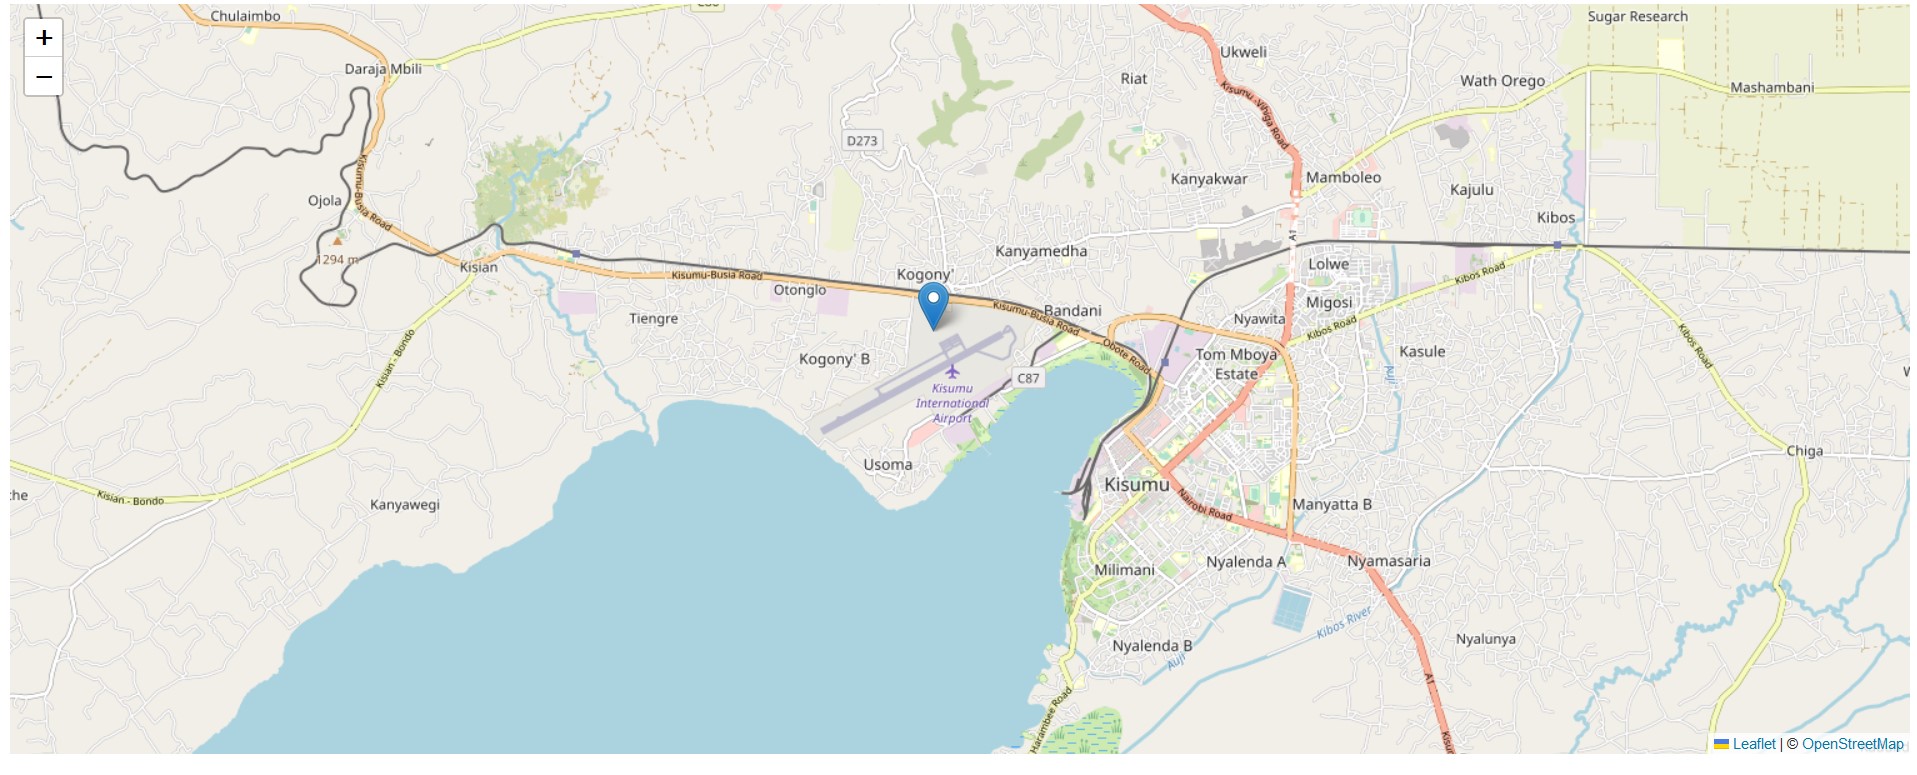 +
−
Chulaimbo
Sugar Research
Ukweli
Daraja Mbili
Riat
Wath Orego
Mashambani
Kisumu -Vihiga Road
D273
Kanyakwar
Mamboleo
Kajulu
Kisumu-Busia Road
Ojola
Kibos
A1
1294 m
Kanyamedha
Kisian
Kogony'
Lolwe
Kisumu-Busia Road
Kibos Road
Otonglo
Migosi
Kisumu-Busia Road
Bandani
Tiengre
Nyawita
Kibos Road
Kibos Road
Kisian - Bondo
Kogony' B
Obote Road
Tom Mboya
Estate
Kasule
C87
Auji
Kisumu
International
Airport
Usoma
Chiga
Kisumu
the
Kisian - Bondo
Kanyawegi
Nairobi Road
Manyatta B
Milimani
Nyalenda A
Nyamasaria
Kibos River
Nyalenda B
Nyalunya
Auji
A1
Harambee Road
Leaflet | © OpenStreetMap